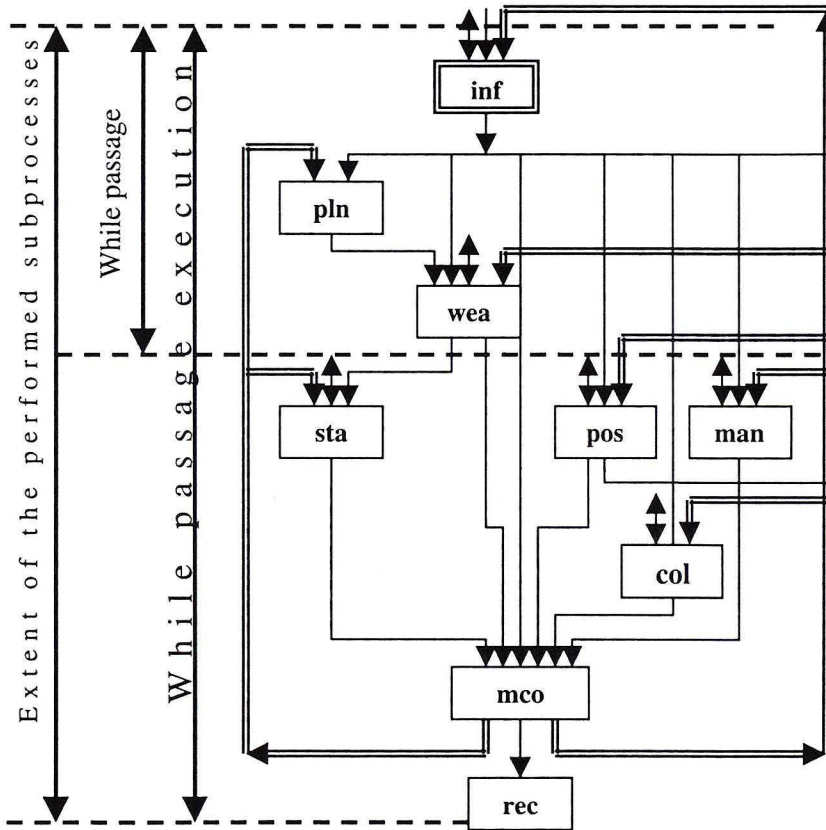 Extent of the performed subprocesses
While passage
While passage execution
inf
pln
wea
sta
pos
man
col
mco
rec